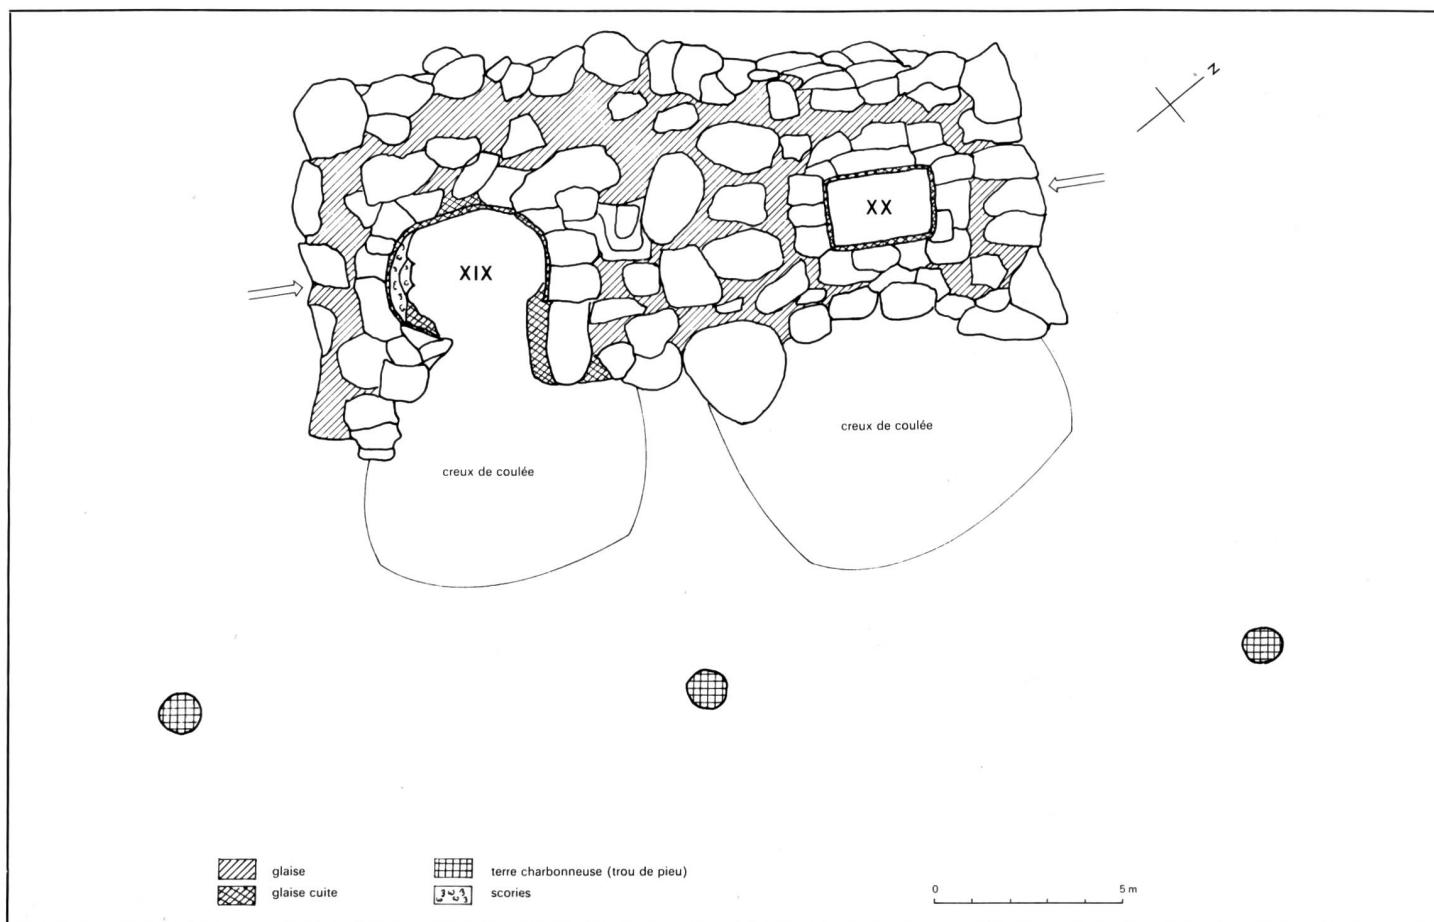 N
XX
XIX
creux de coulée
creux de coulée
glaise
terre charbonneuse (trou de pieu)
glaise cuite
scories
0 5 m